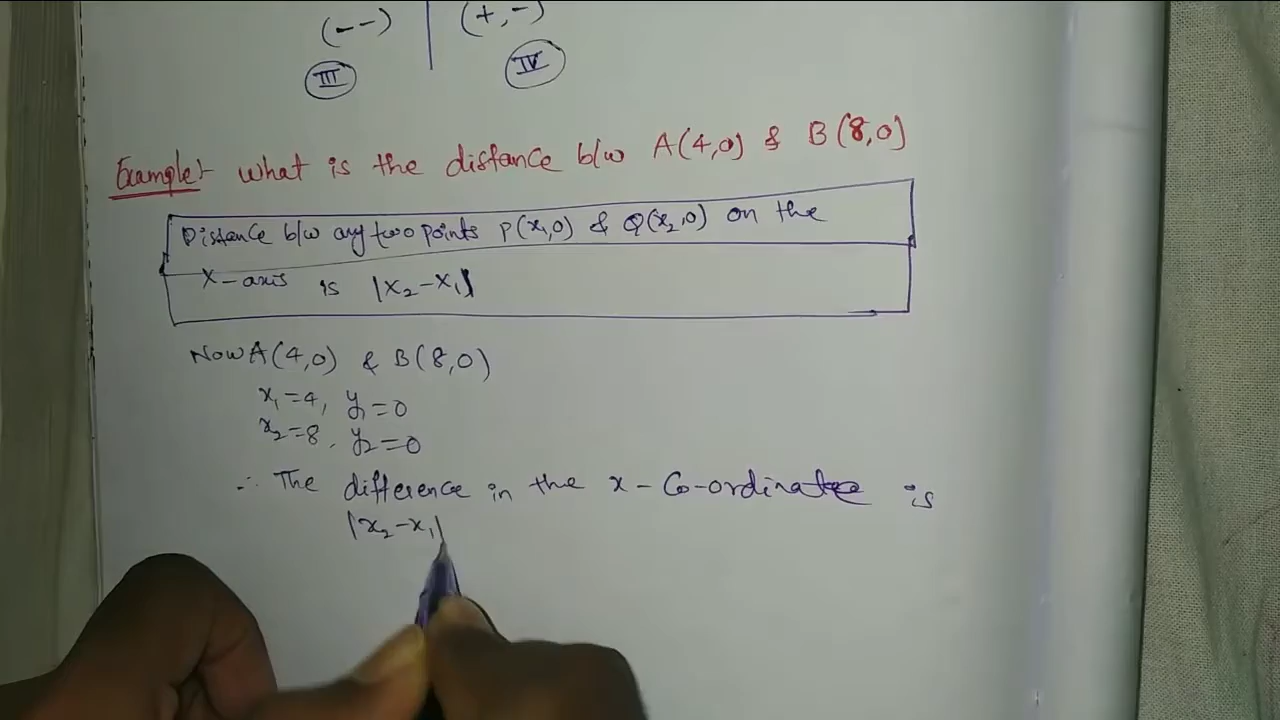 (--) (+,-)
III IV
Example:- What is the distance b/w A(4,0) & B(8,0)
Distance b/w any two points P(x₁,0) & Q(x₂,0) on the
X-axis is |x₂-x₁|
Now A(4,0) & B(8,0)
x₁=4, y₁=0
x₂=8, y₂=0
∴ The difference in the x-Co-ordinate is
|x₂-x₁|